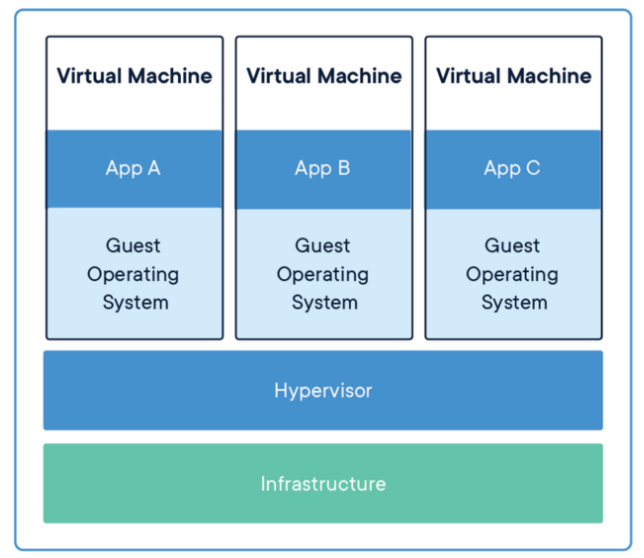 Virtual Machine
Virtual Machine
Virtual Machine
App A
App B
App C
Guest
Operating
System
Guest
Operating
System
Guest
Operating
System
Hypervisor
Infrastructure